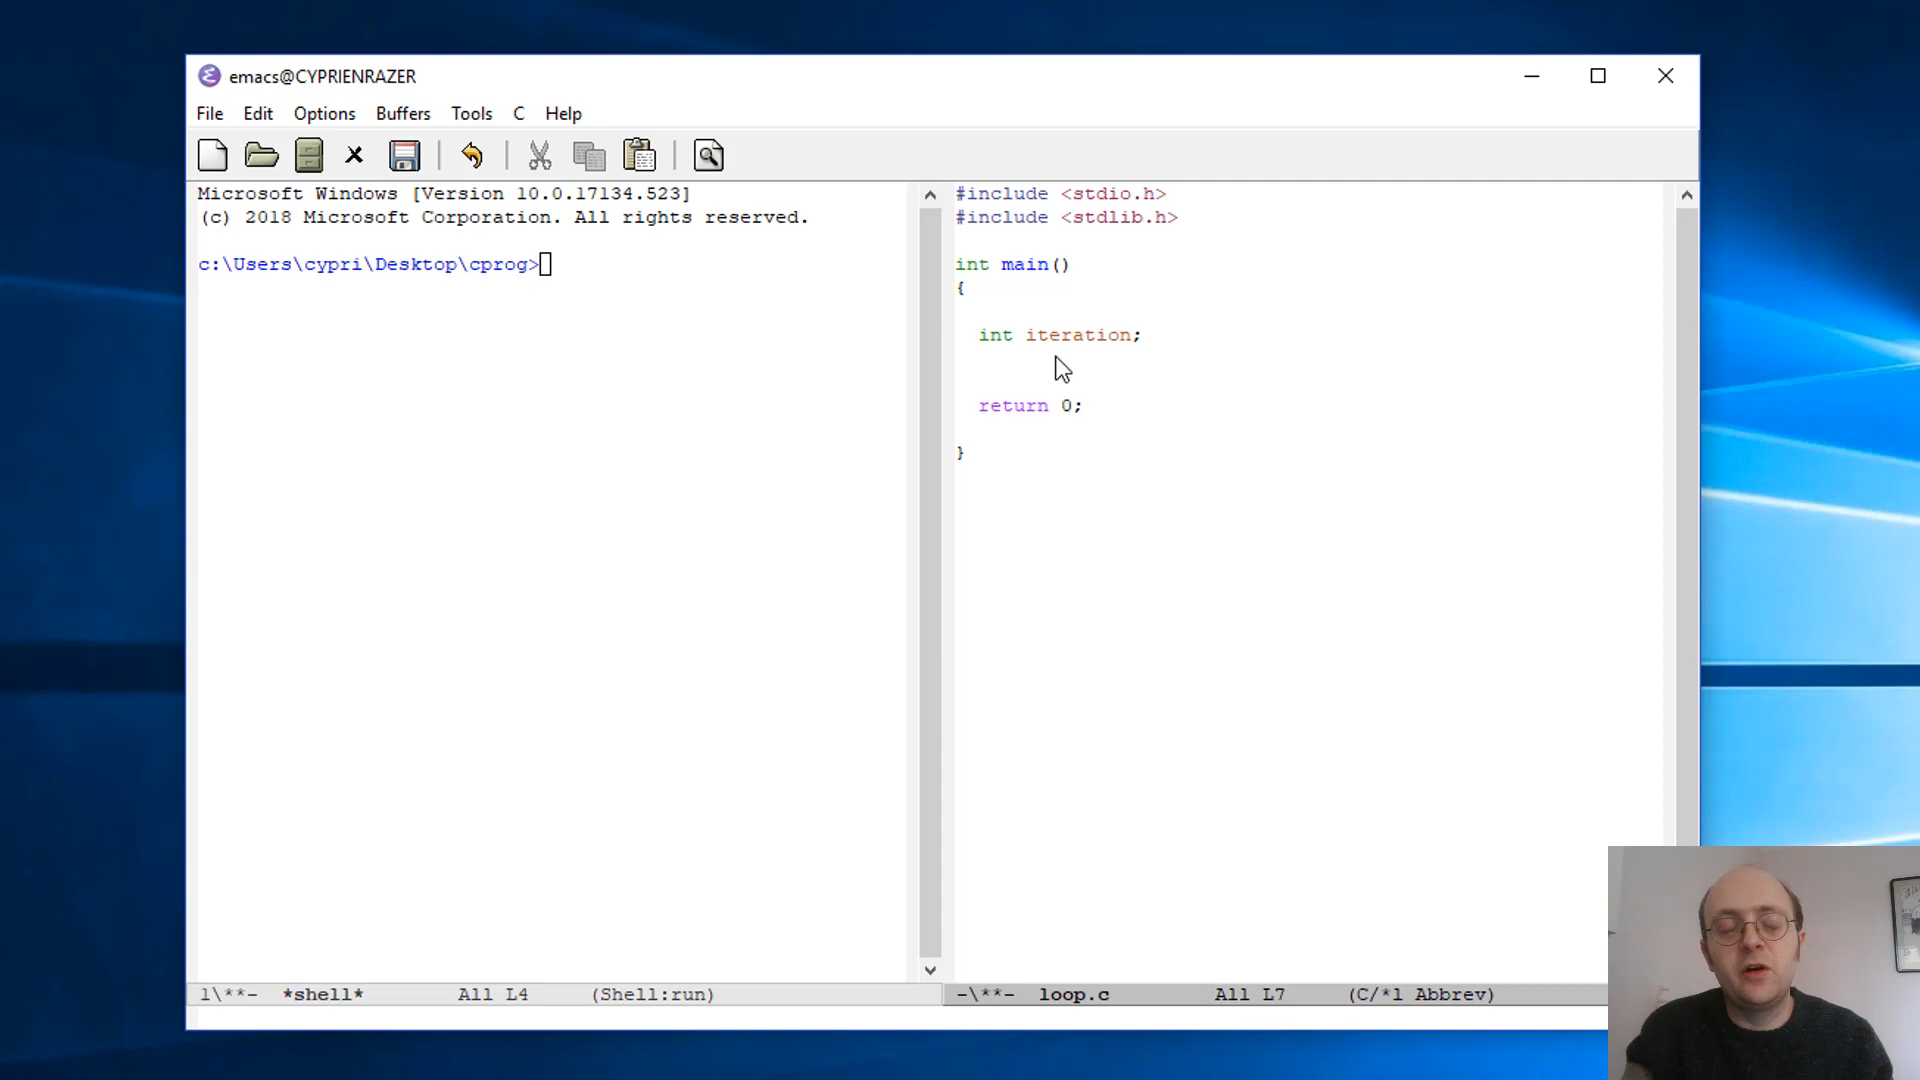 emacs@CYPRIENRAZER
File Edit Options Buffers Tools C Help
Microsoft Windows [Version 10.0.17134.523]
(c) 2018 Microsoft Corporation. All rights reserved.
c:\Users\cypri\Desktop\cprog>
#include <stdio.h>
#include <stdlib.h>
int main()
{
int iteration;
return 0;
}
1\**- *shell* All L4 (Shell:run)
-\**- loop.c All L7 (C/*l Abbrev)